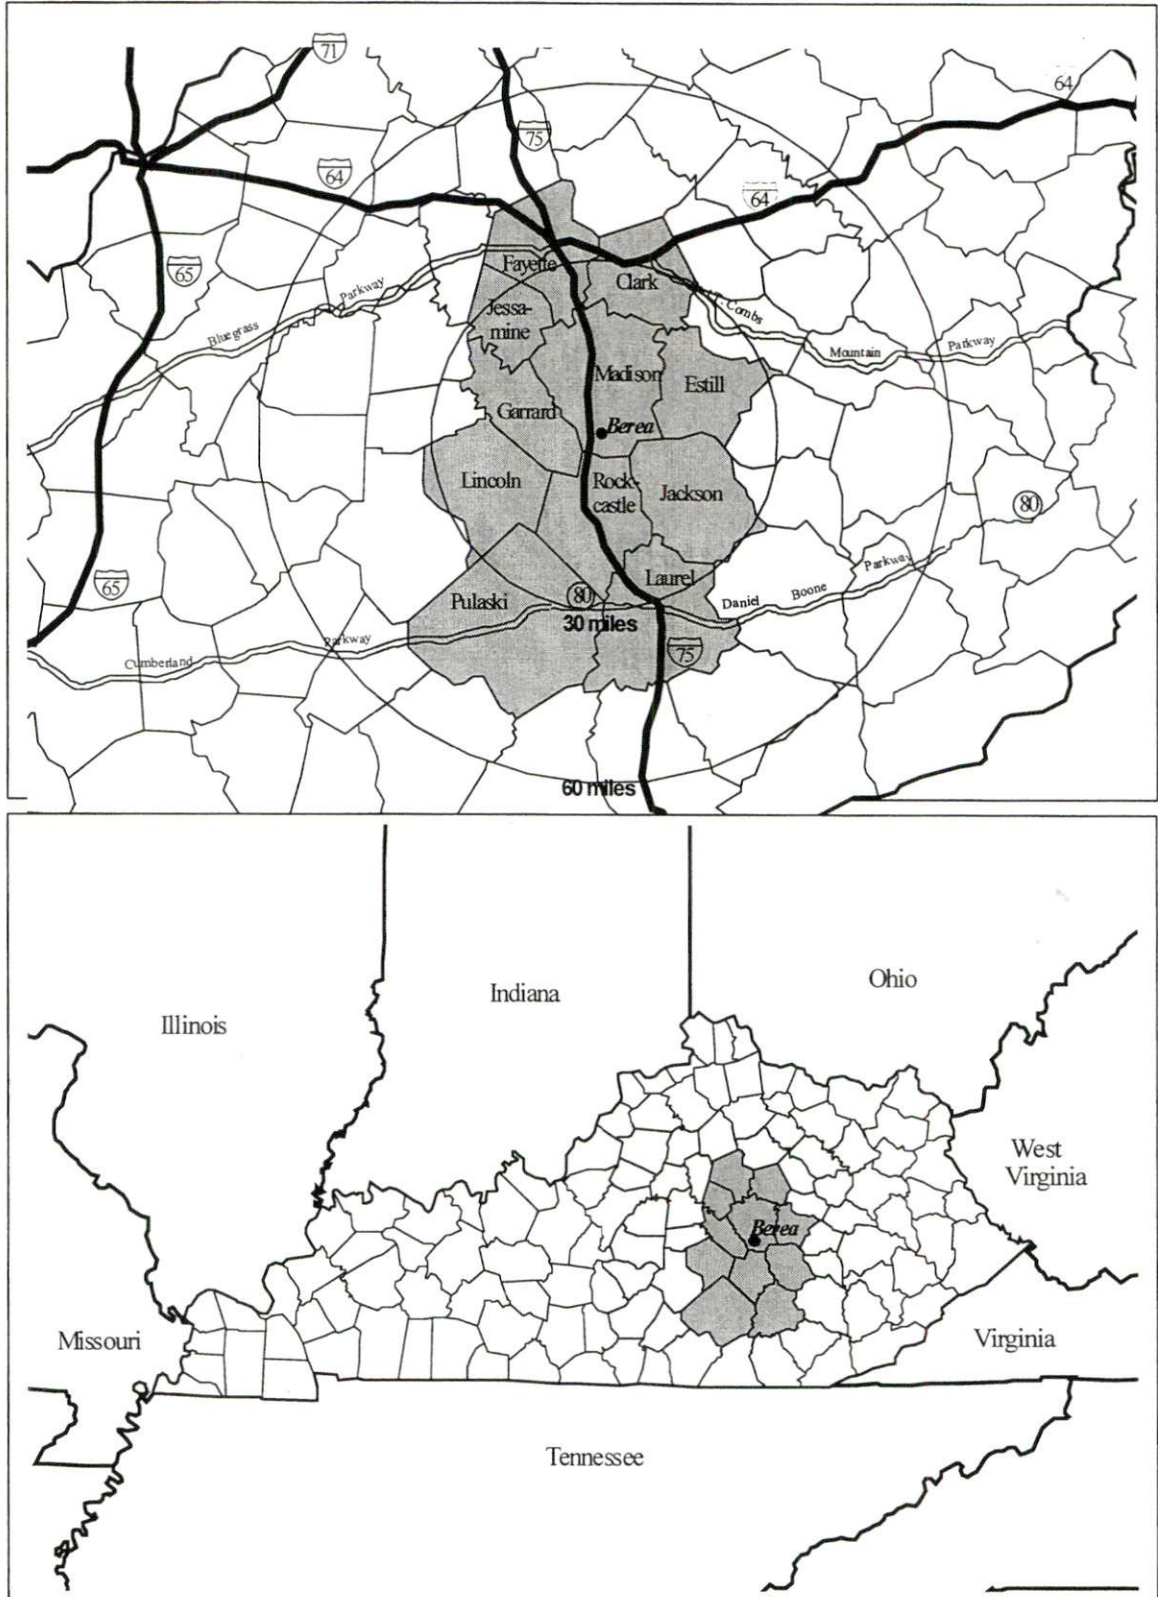 71
64
75
64
64
65
Parkway
Bluegrass
Fayette
Clark
Combs
Jessa-
mine
Mountain
Parkway
Madison
Estill
Garrard
Berea
Lincoln
Rock-
castle
Jackson
80
65
Laurel
Parkway
Boone
Daniel
Pulaski
80
30 miles
Parkway
75
Cumberland
60 miles
Ohio
Indiana
Illinois
West
Virginia
Berea
Missouri
Virginia
Tennessee